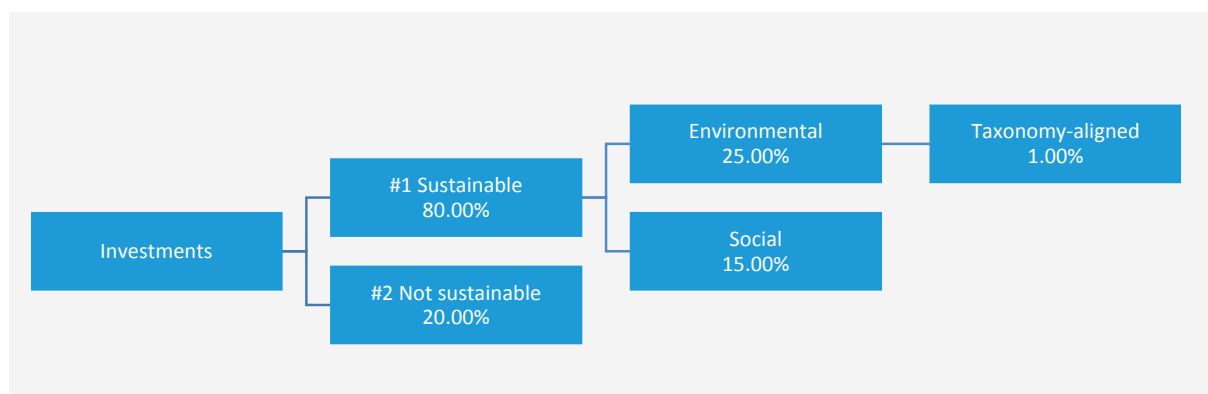 Investments
#1 Sustainable
80.00%
#2 Not sustainable
20.00%
Environmental
25.00%
Social
15.00%
Taxonomy-aligned
1.00%